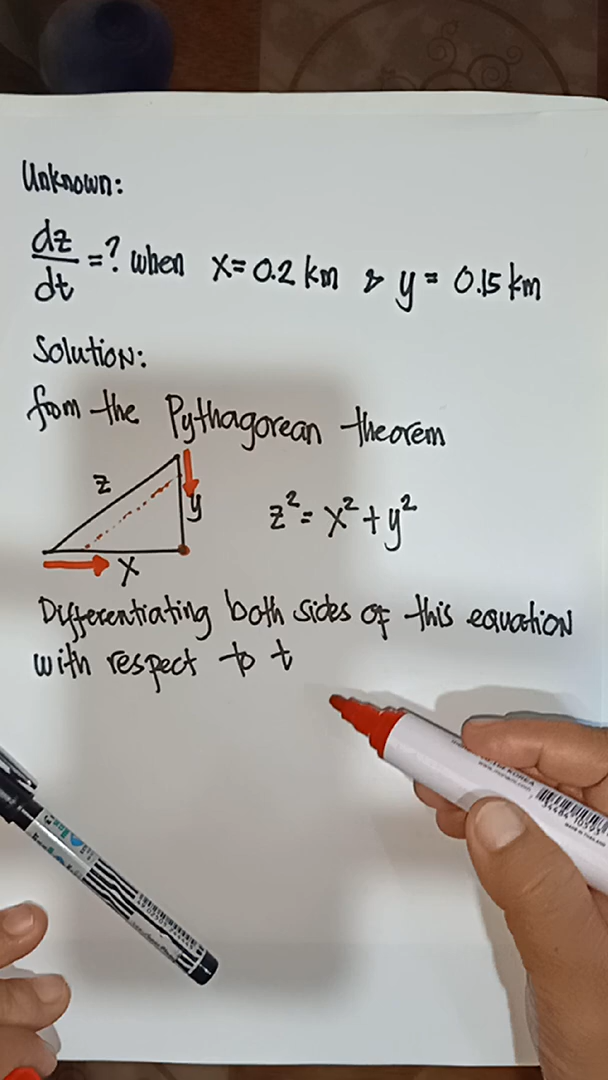 Unknown:
dz/dt = ? when x = 0.2 km & y = 0.15 km
Solution:
from the Pythagorean theorem
z
y
x
z² = x² + y²
Differentiating both sides of this equation
with respect to t